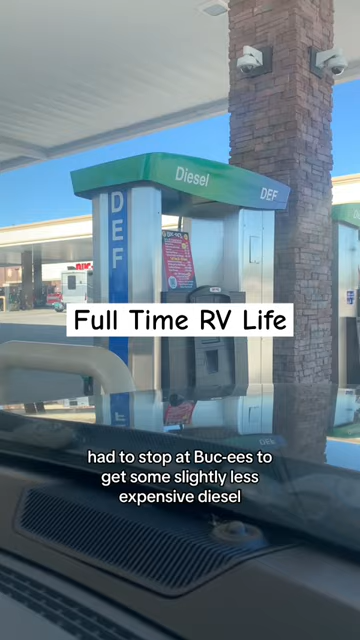 Diesel
DEF
DEF
Full Time RV Life
had to stop at Buc-ees to
get some slightly less
expensive diesel